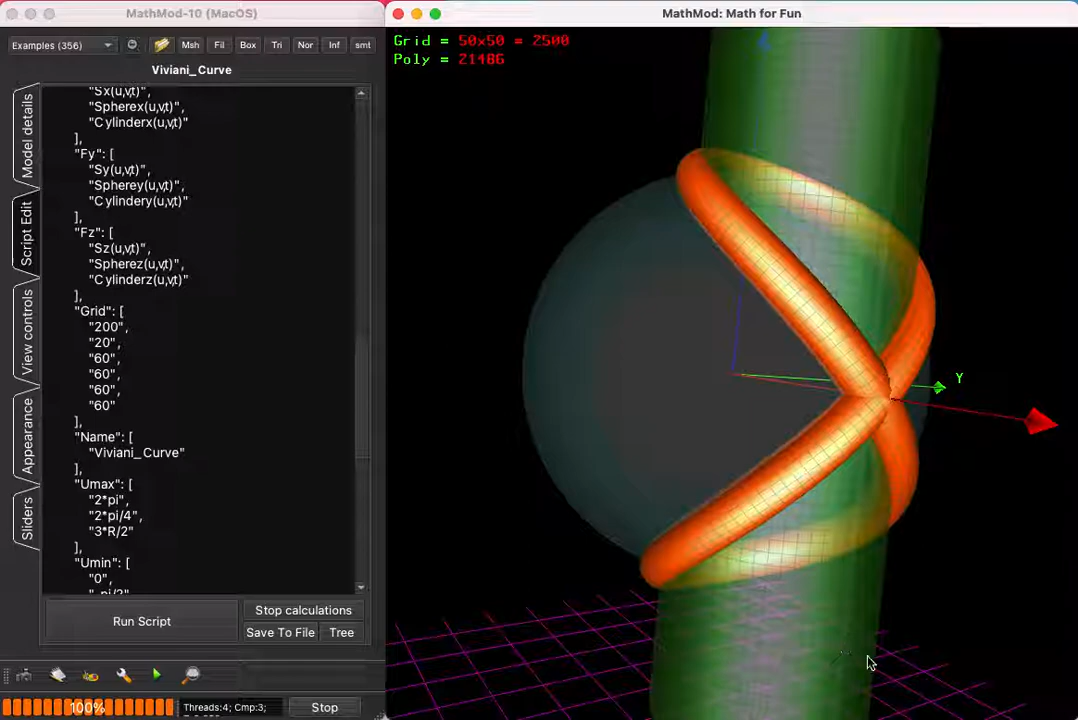 MathMod-10 (MacOS)
Examples (356)
Msh
Fil
Box
Tri
Nor
Inf
smt
Viviani_Curve
Model details
Script Edit
View controls
Appearance
Sliders
"Sx(u,v,t)",
"Spherex(u,v,t)",
"Cylinderx(u,v,t)"
],
"Fy": [
"Sy(u,v,t)",
"Spherey(u,v,t)",
"Cylindery(u,v,t)"
],
"Fz": [
"Sz(u,v,t)",
"Spherez(u,v,t)",
"Cylinderz(u,v,t)"
],
"Grid": [
"200",
"20",
"60",
"60",
"60",
"60"
],
"Name": [
"Viviani_Curve"
],
"Umax": [
"2*pi",
"2*pi/4",
"3*R/2"
],
"Umin": [
"0",
Run Script
Stop calculations
Save To File
Tree
100%
Threads:4; Cmp:3;
Stop
MathMod: Math for Fun
Grid = 50x50 = 2500
Poly = 21486
Y